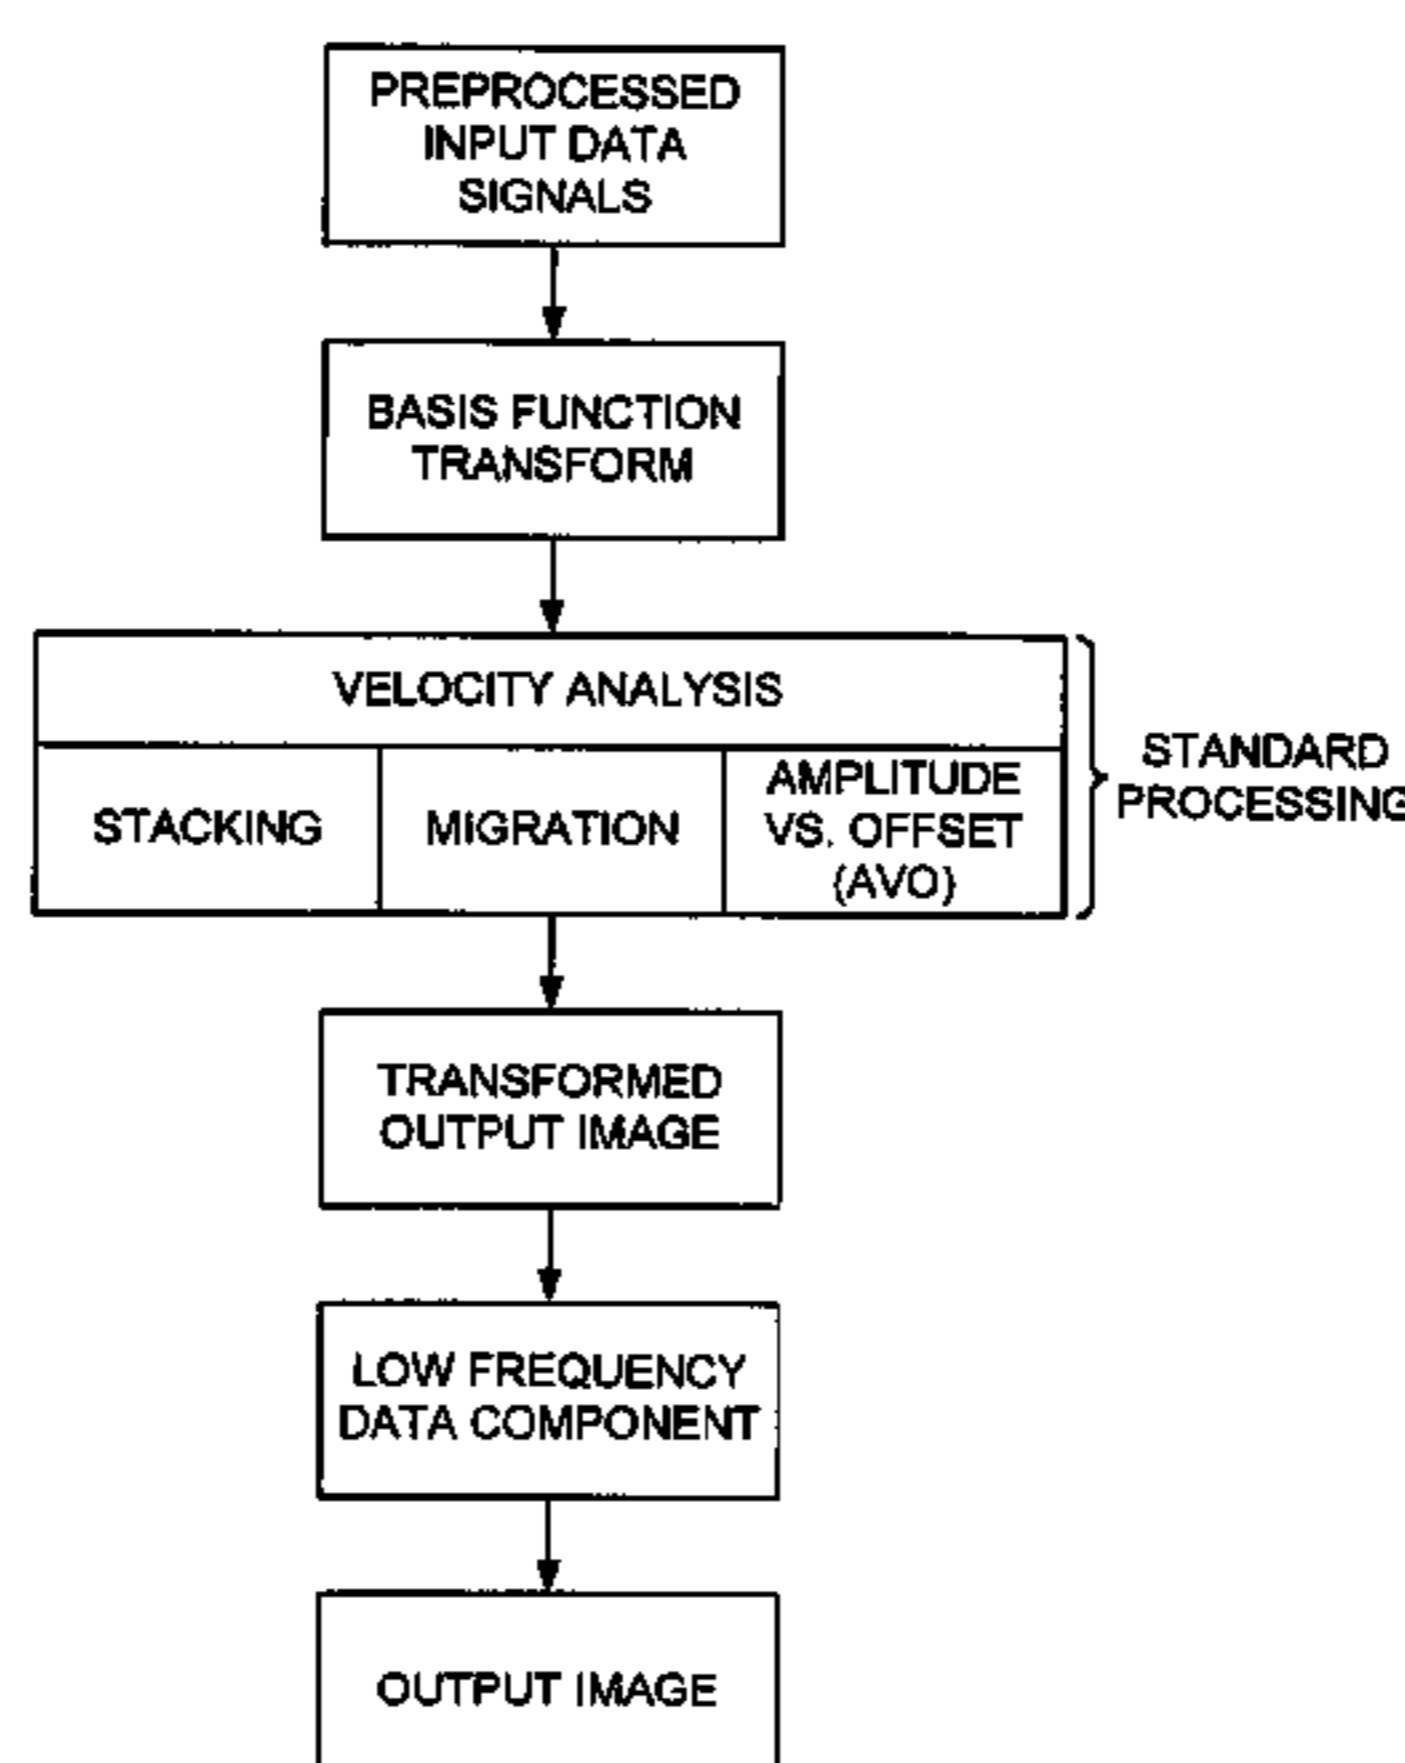 PREPROCESSED
INPUT DATA
SIGNALS
BASIS FUNCTION
TRANSFORM
VELOCITY ANALYSIS
STACKING
MIGRATION
AMPLITUDE
VS. OFFSET
(AVO)
STANDARD
PROCESSING
TRANSFORMED
OUTPUT IMAGE
LOW FREQUENCY
DATA COMPONENT
OUTPUT IMAGE